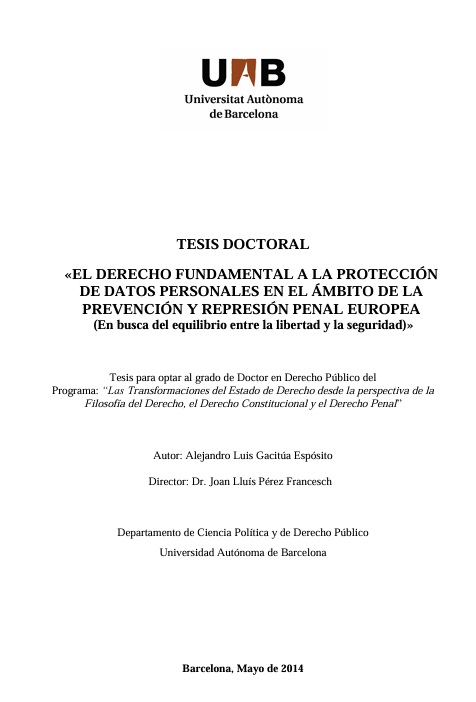 UAB
Universitat Autònoma
de Barcelona
TESIS DOCTORAL
«EL DERECHO FUNDAMENTAL A LA PROTECCIÓN
DE DATOS PERSONALES EN EL ÁMBITO DE LA
PREVENCIÓN Y REPRESIÓN PENAL EUROPEA
(En busca del equilibrio entre la libertad y la seguridad)»
Tesis para optar al grado de Doctor en Derecho Público del
Programa: “Las Transformaciones del Estado de Derecho desde la perspectiva de la
Filosofía del Derecho, el Derecho Constitucional y el Derecho Penal”
Autor: Alejandro Luis Gacitúa Espósito
Director: Dr. Joan Lluís Pérez Francesch
Departamento de Ciencia Política y de Derecho Público
Universidad Autónoma de Barcelona
Barcelona, Mayo de 2014